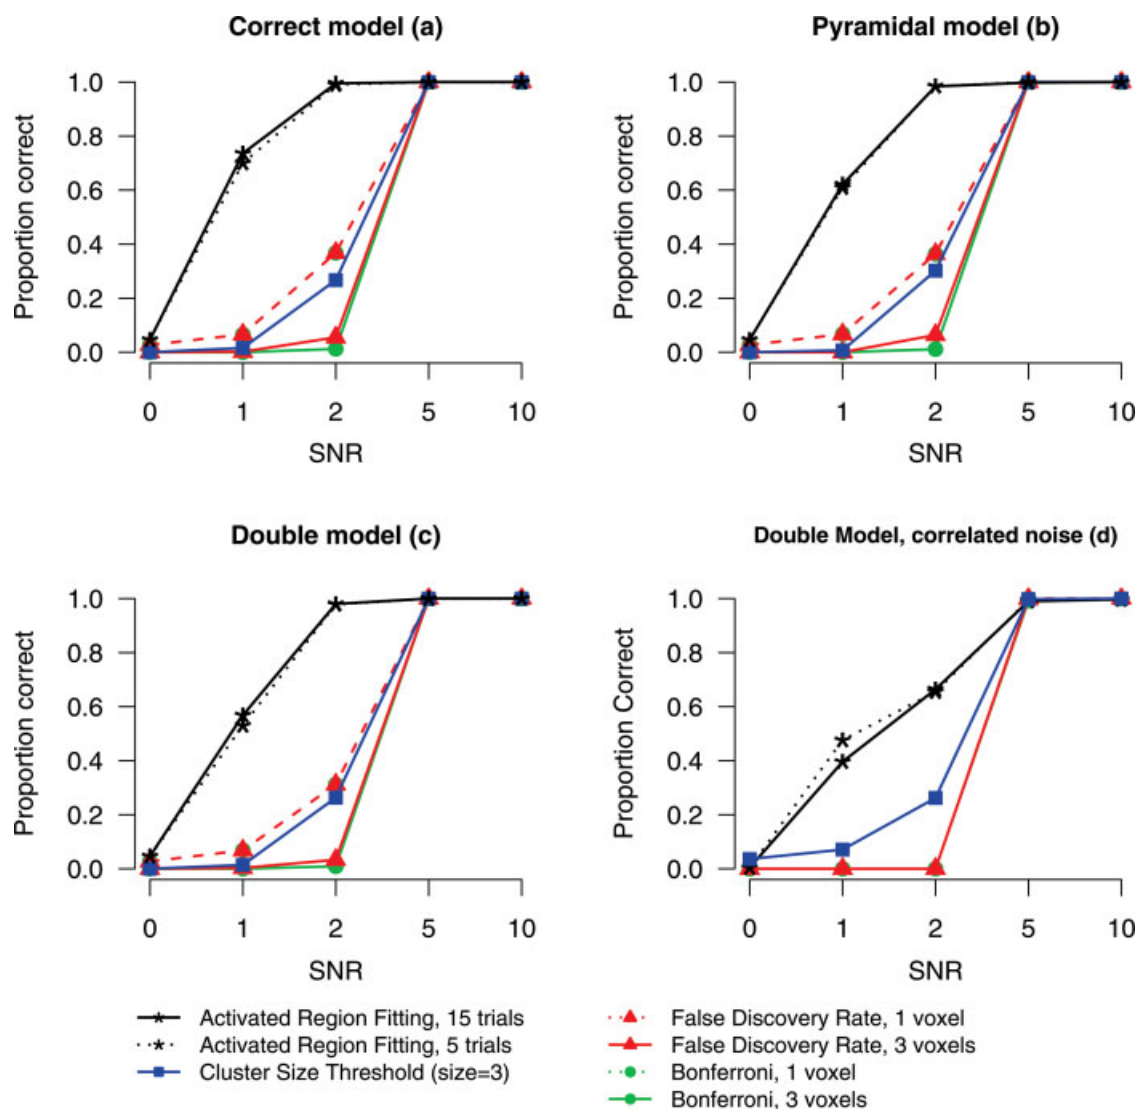 Correct model (a)
Proportion correct
1.0
0.8
0.6
0.4
0.2
0.0
0 1 2 5 10
SNR
Pyramidal model (b)
Proportion correct
1.0
0.8
0.6
0.4
0.2
0.0
0 1 2 5 10
SNR
Double model (c)
Proportion correct
1.0
0.8
0.6
0.4
0.2
0.0
0 1 2 5 10
SNR
Double Model, correlated noise (d)
Proportion Correct
1.0
0.8
0.6
0.4
0.2
0.0
0 1 2 5 10
SNR
Activated Region Fitting, 15 trials
Activated Region Fitting, 5 trials
Cluster Size Threshold (size=3)
False Discovery Rate, 1 voxel
False Discovery Rate, 3 voxels
Bonferroni, 1 voxel
Bonferroni, 3 voxels